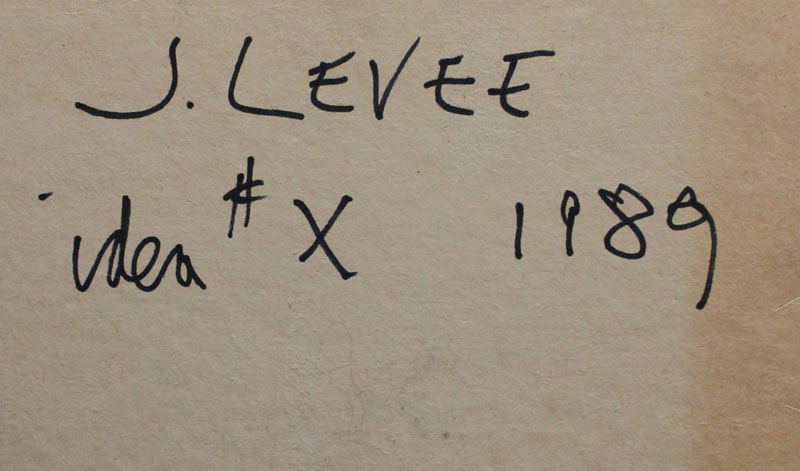 J. LEVEE
idea # X 1989